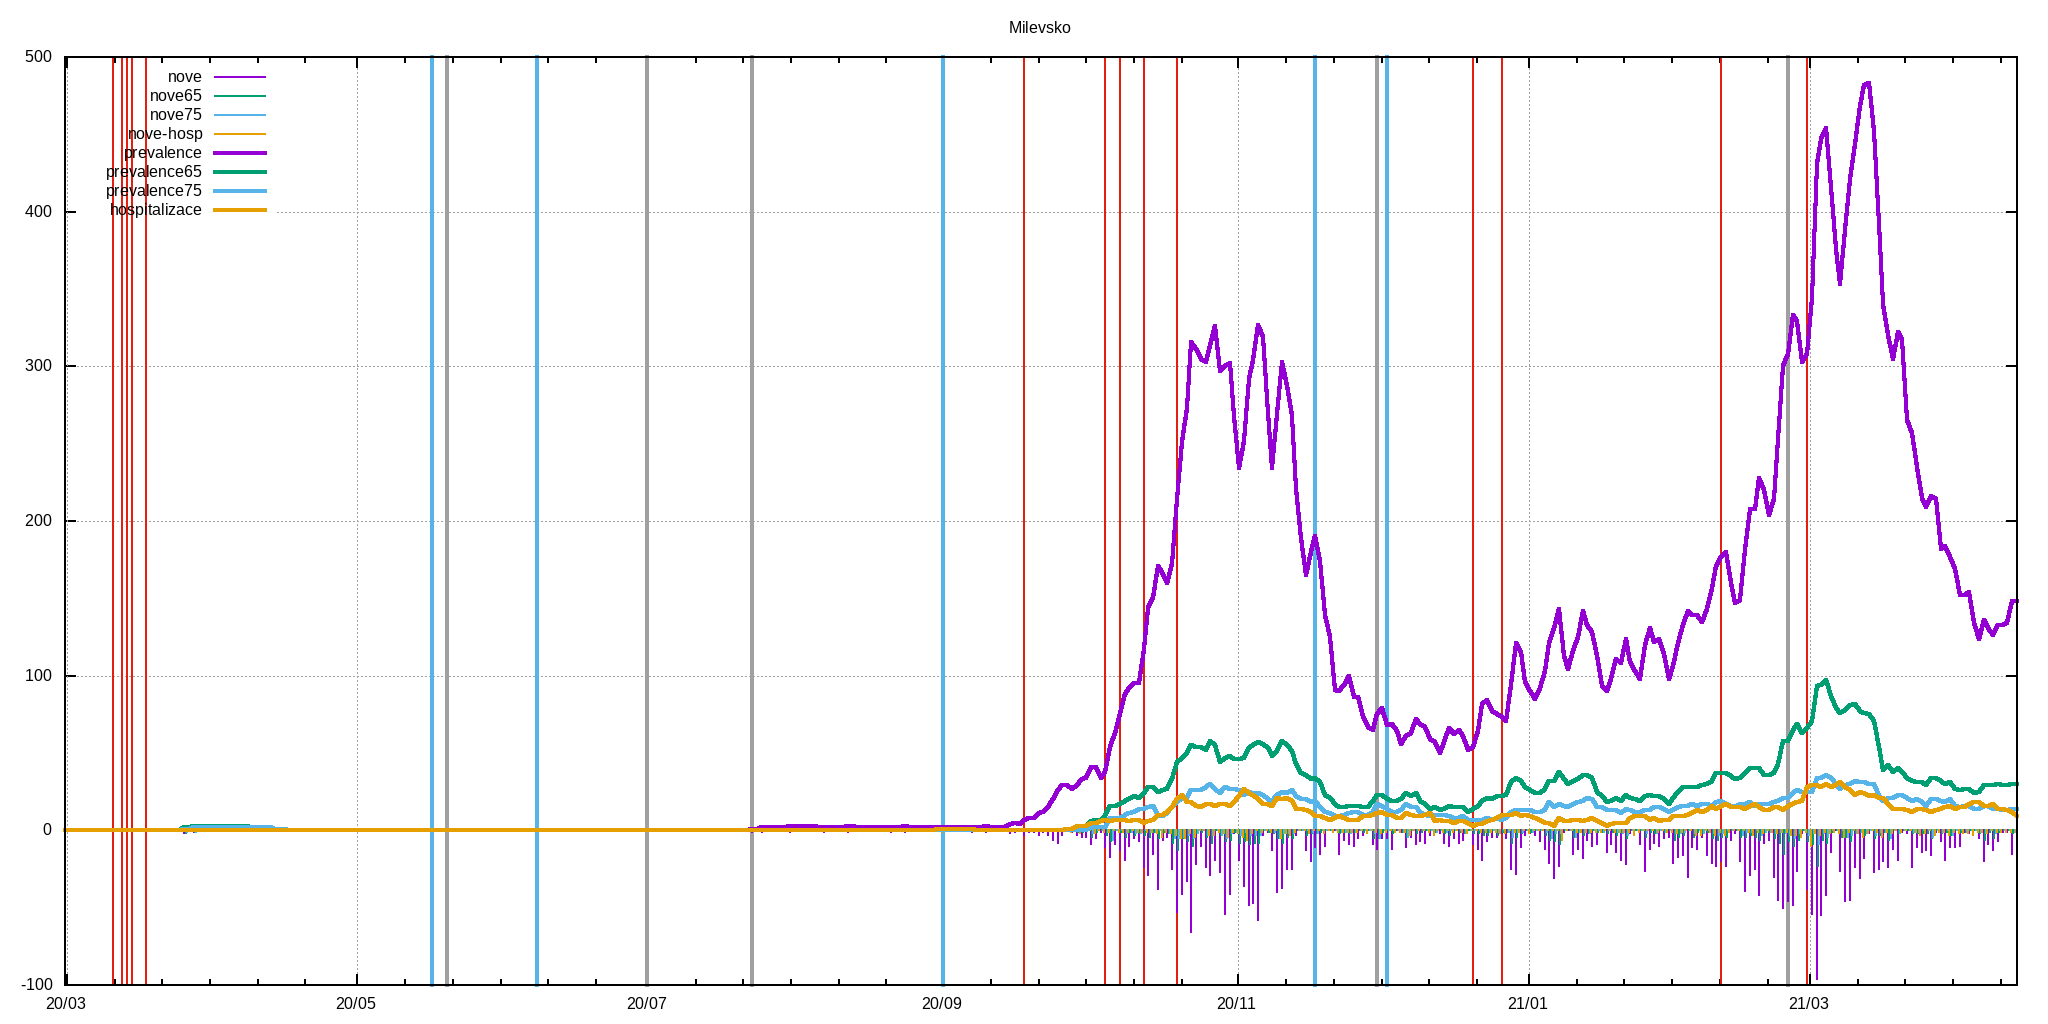 Milevsko
500
400
300
200
100
0
-100
nove
nove65
nove75
nove-hosp
prevalence
prevalence65
prevalence75
hospitalizace
20/03 20/05 20/07 20/09 20/11 21/01 21/03